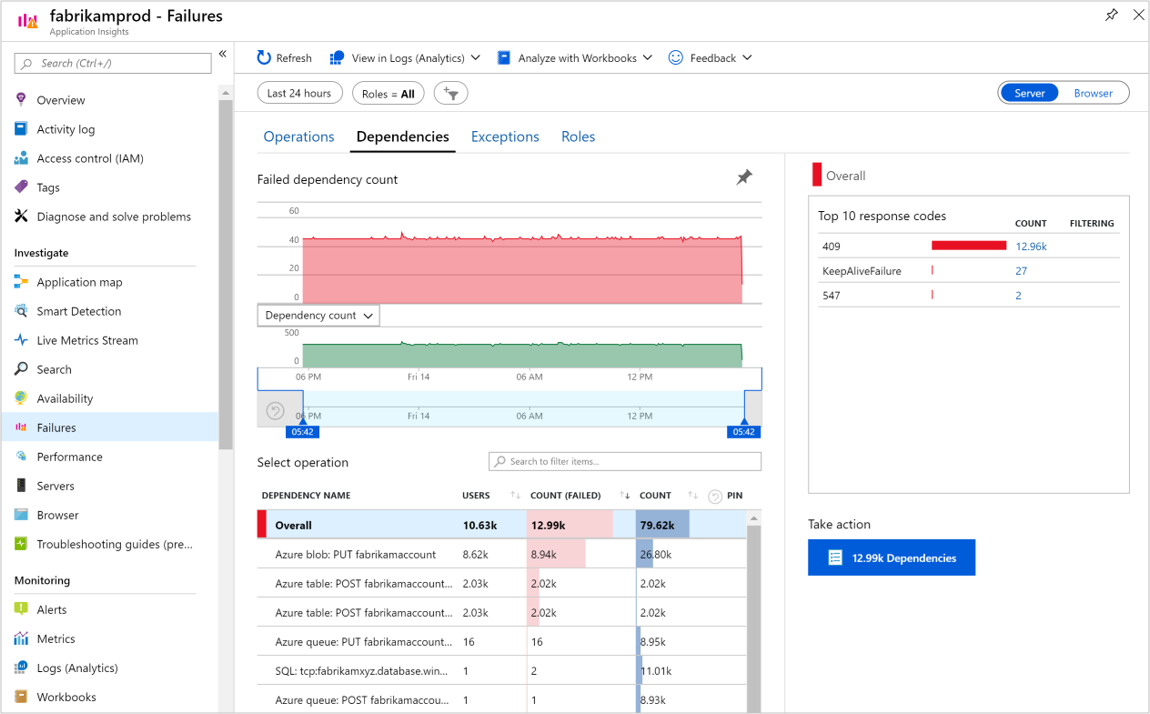 fabrikamprod - Failures
Application Insights
Search (Ctrl+/)
«
Overview
Activity log
Access control (IAM)
Tags
Diagnose and solve problems
Investigate
Application map
Smart Detection
Live Metrics Stream
Search
Availability
Failures
Performance
Servers
Browser
Troubleshooting guides (pre...
Monitoring
Alerts
Metrics
Logs (Analytics)
Workbooks
Refresh View in Logs (Analytics) Analyze with Workbooks Feedback
Last 24 hours Roles = All Server Browser
Operations Dependencies Exceptions Roles
Failed dependency count
60
40
20
0
Dependency count
500
0
06 PM Fri 14 06 AM 12 PM
06 PM Fri 14 06 AM 12 PM
05:42 05:42
Select operation Search to filter items...
DEPENDENCY NAME USERS COUNT (FAILED) COUNT PIN
Overall 10.63k 12.99k 79.62k
Azure blob: PUT fabrikamaccount 8.62k 8.94k 26.80k
Azure table: POST fabrikamaccount... 2.03k 2.02k 2.02k
Azure table: POST fabrikamaccount... 2.03k 2.02k 2.02k
Azure queue: PUT fabrikamaccount... 16 16 8.95k
SQL: tcp:fabrikamxyz.database.win... 1 2 11.01k
Azure queue: POST fabrikamaccou... 1 1 8.93k
Overall
Top 10 response codes COUNT FILTERING
409 12.96k
KeepAliveFailure 27
547 2
Take action
12.99k Dependencies